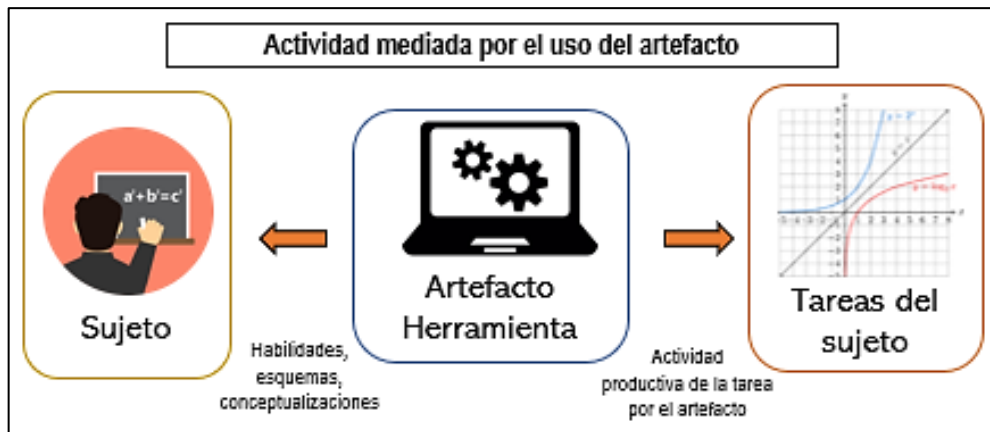 Actividad mediada por el uso del artefacto
a²+b²=c²
Sujeto
Habilidades,
esquemas,
conceptualizaciones
Artefacto
Herramienta
Actividad
productiva de la tarea
por el artefacto
Tareas del
sujeto